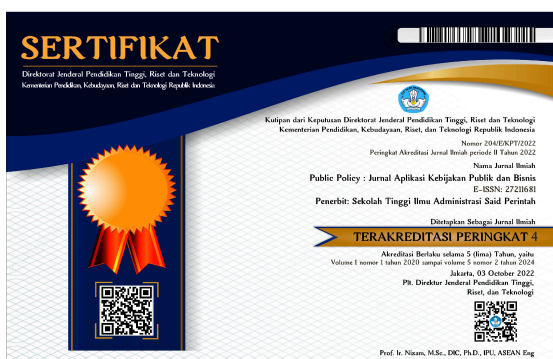 SERTIFIKAT
Direktorat Jenderal Pendidikan Tinggi, Riset dan Teknologi
Kementerian Pendidikan, Kebudayaan, Riset dan Teknologi Republik Indonesia
Kutipan dari Keputusan Direktorat Jenderal Pendidikan Tinggi, Riset dan Teknologi
Kementerian Pendidikan, Kebudayaan, Riset, dan Teknologi Republik Indonesia
Nomor 204/E/KPT/2022
Peringkat Akreditasi Jurnal Ilmiah periode II Tahun 2022
Nama Jurnal Ilmiah
Public Policy : Jurnal Aplikasi Kebijakan Publik dan Bisnis
E-ISSN: 27211681
Penerbit: Sekolah Tinggi Ilmu Administrasi Said Perintah
Ditetapkan Sebagai Jurnal Ilmiah
TERAKREDITASI PERINGKAT 4
Akreditasi Berlaku selama 5 (lima) Tahun, yaitu
Volume 1 nomor 1 tahun 2020 sampai volume 5 nomor 2 tahun 2024
Jakarta, 03 October 2022
Plt. Direktur Jenderal Pendidikan Tinggi,
Riset, dan Teknologi
Prof. Ir. Nizam, M.Sc., DIC, Ph.D., IPU, ASEAN Eng